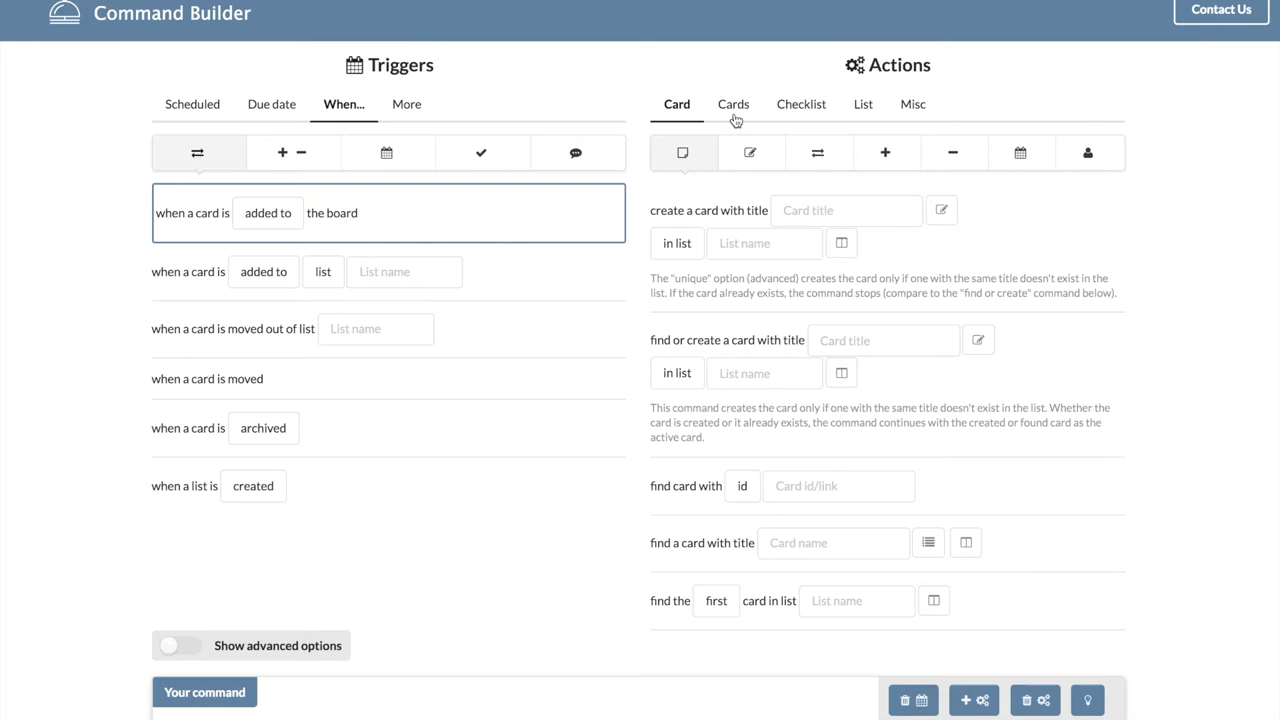 Command Builder
Contact Us
Triggers
Actions
Scheduled
Due date
When...
More
Card
Cards
Checklist
List
Misc
when a card is added to the board
when a card is added to list List name
when a card is moved out of list List name
when a card is moved
when a card is archived
when a list is created
create a card with title Card title
in list List name
The "unique" option (advanced) creates the card only if one with the same title doesn't exist in the
list. If the card already exists, the command stops (compare to the "find or create" command below).
find or create a card with title Card title
in list List name
This command creates the card only if one with the same title doesn't exist in the list. Whether the
card is created or it already exists, the command continues with the created or found card as the
active card.
find card with id Card id/link
find a card with title Card name
find the first card in list List name
Show advanced options
Your command